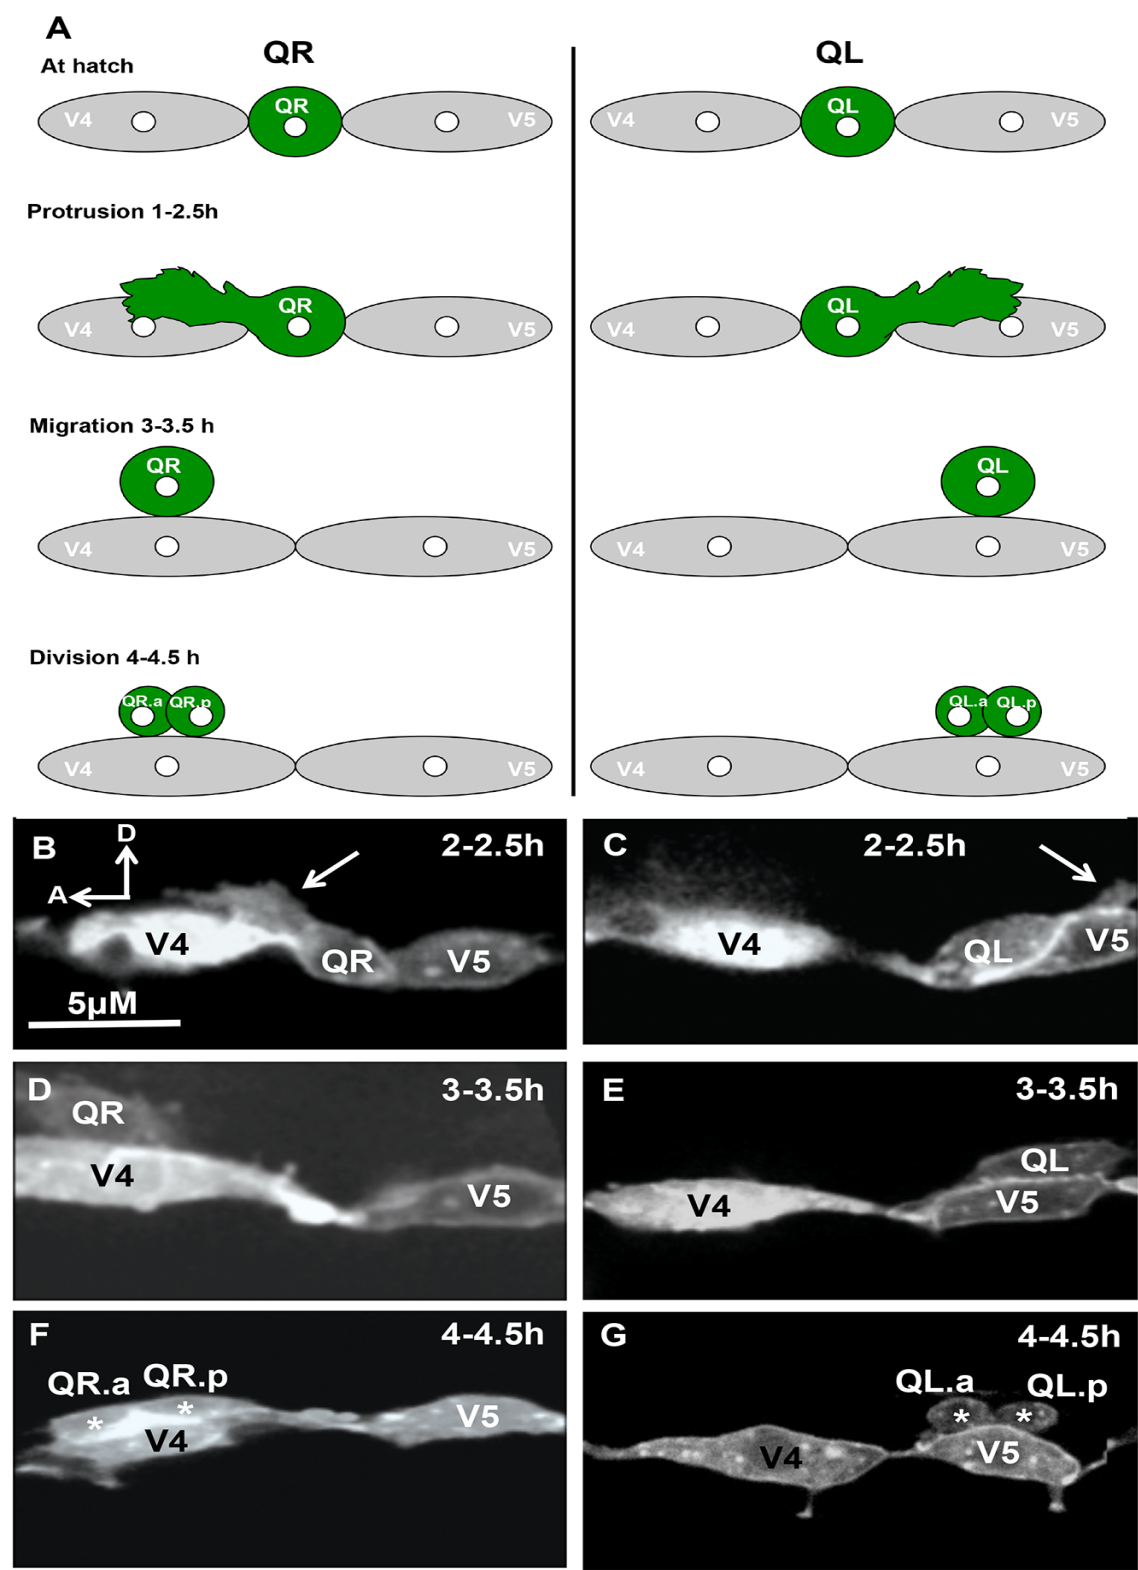 A
QR QL
At hatch
V4 QR V5 V4 QL V5
Protrusion 1-2.5h
V4 QR V5 V4 QL V5
Migration 3-3.5 h
QR QL
V4 V5 V4 V5
Division 4-4.5 h
QR.a QR.p QL.a QL.p
V4 V5 V4 V5
B D 2-2.5h
A
V4 QR V5
5µM
C 2-2.5h
V4 QL V5
D 3-3.5h
QR
V4 V5
E 3-3.5h
QL
V4 V5
F 4-4.5h
QR.a QR.p
* *
V4 V5
G 4-4.5h
QL.a QL.p
* *
V4 V5